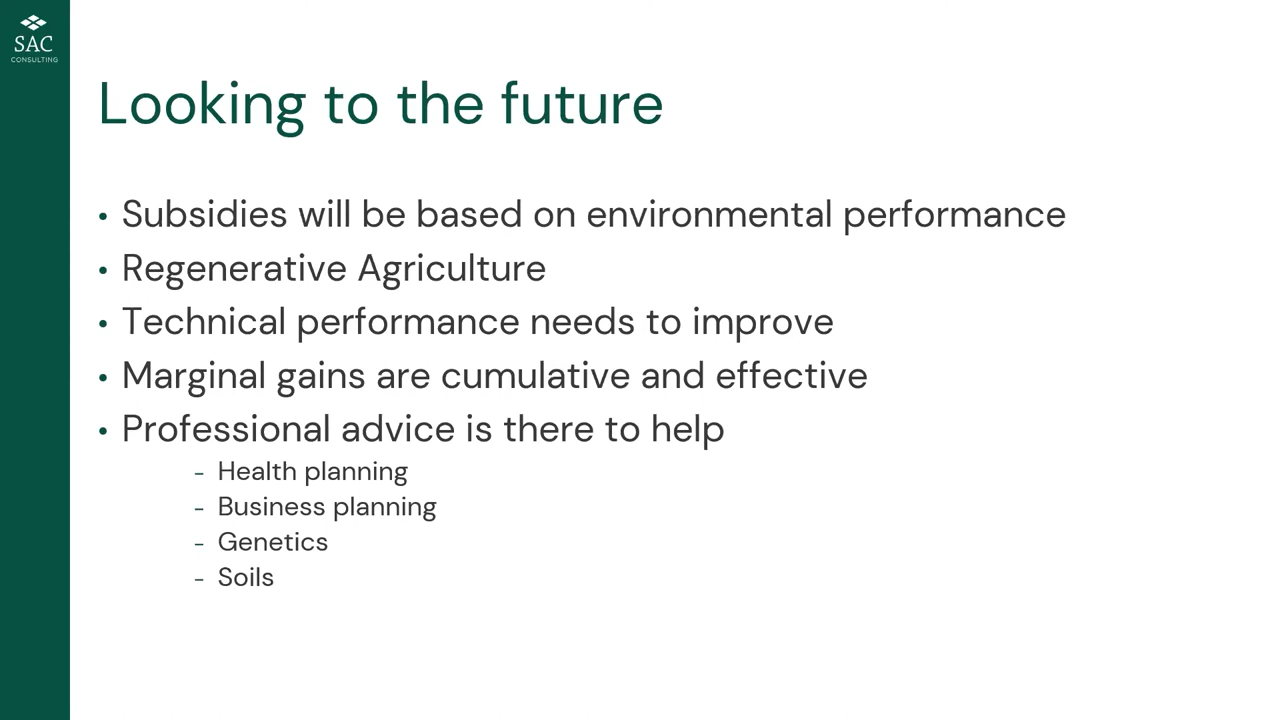 SAC
CONSULTING
Looking to the future
• Subsidies will be based on environmental performance
• Regenerative Agriculture
• Technical performance needs to improve
• Marginal gains are cumulative and effective
• Professional advice is there to help
- Health planning
- Business planning
- Genetics
- Soils